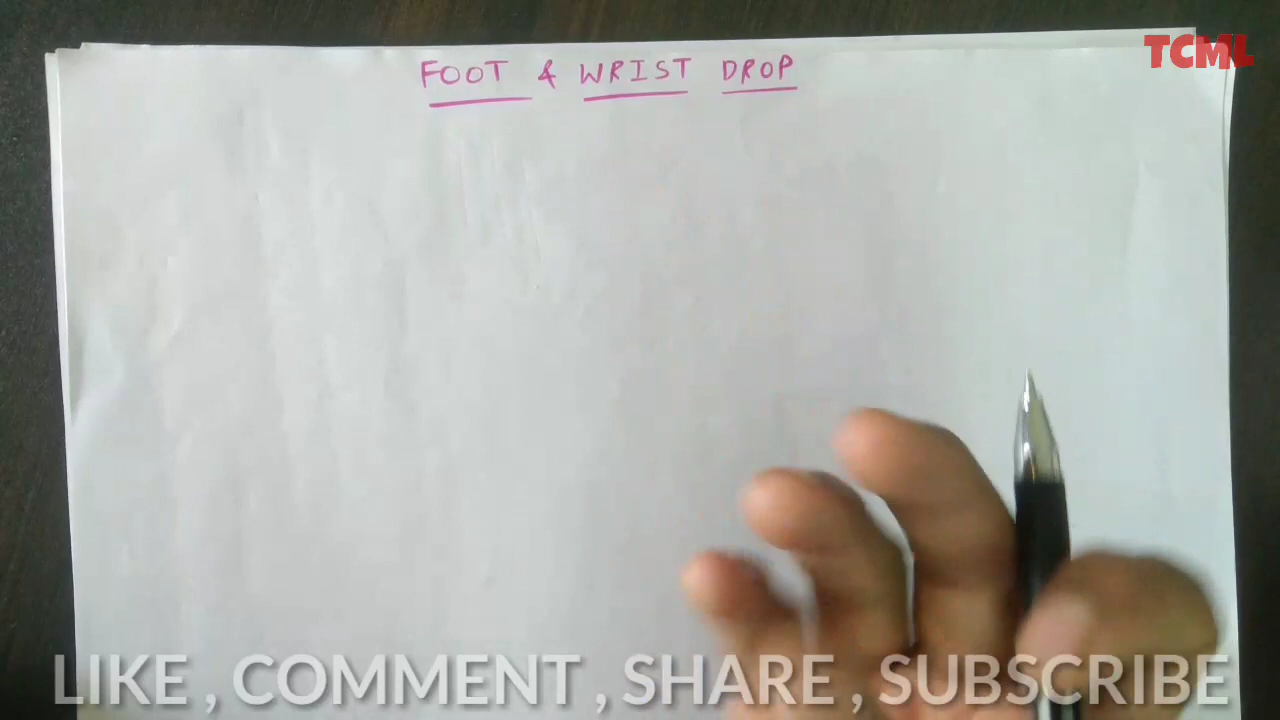 TCML
FOOT & WRIST DROP
LIKE , COMMENT , SHARE , SUBSCRIBE